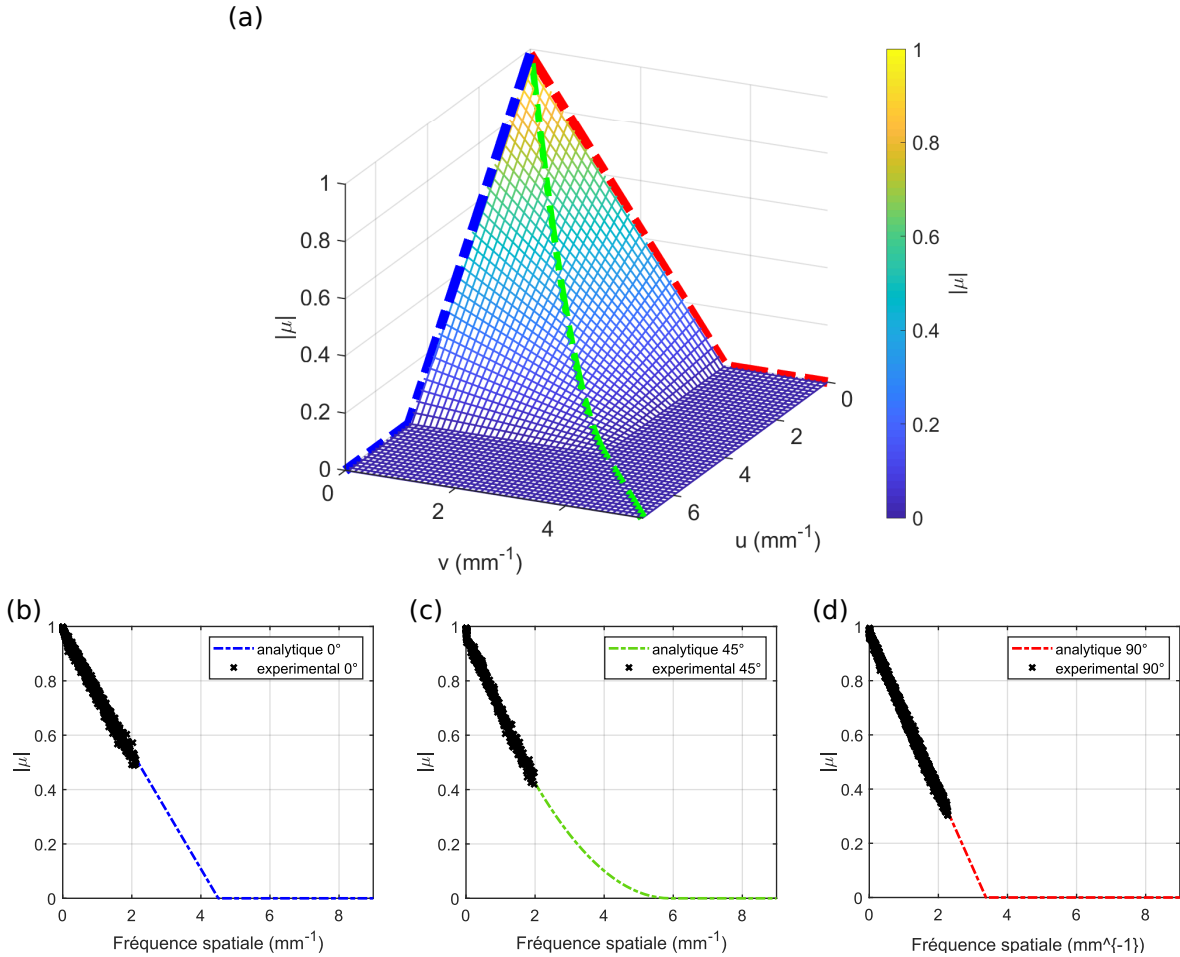 (a)
1
0.8
0.6
0.4
0.2
0
|μ|
0
2
4
v (mm-1)
6
4
2
0
u (mm-1)
1
0.8
0.6
0.4
0.2
0
|μ|
(b)
1
0.8
0.6
0.4
0.2
0
|μ|
0
2
4
6
8
Fréquence spatiale (mm-1)
analytique 0°
experimental 0°
(c)
1
0.8
0.6
0.4
0.2
0
|μ|
0
2
4
6
8
Fréquence spatiale (mm-1)
analytique 45°
experimental 45°
(d)
1
0.8
0.6
0.4
0.2
0
|μ|
0
2
4
6
8
Fréquence spatiale (mm^{-1})
analytique 90°
experimental 90°